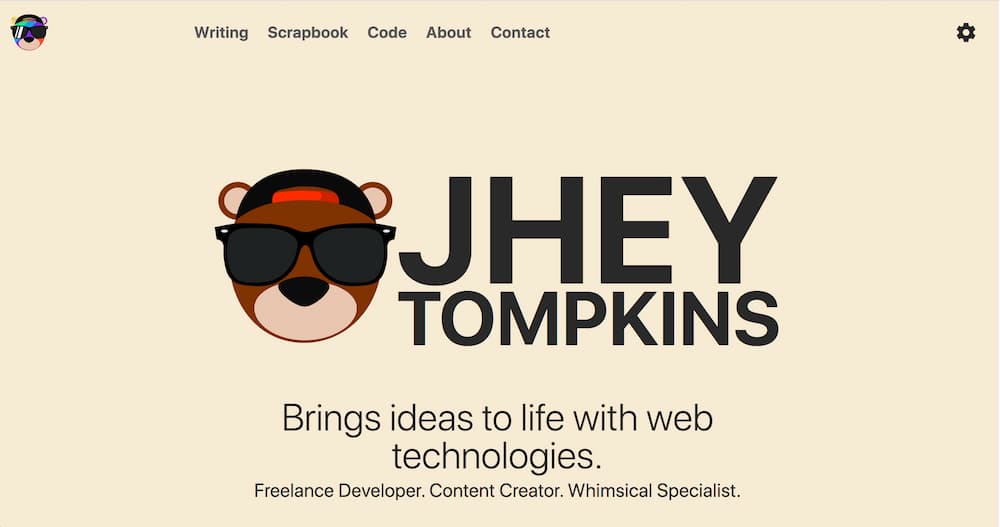 Writing Scrapbook Code About Contact
JHEY
TOMPKINS
Brings ideas to life with web
technologies.
Freelance Developer. Content Creator. Whimsical Specialist.